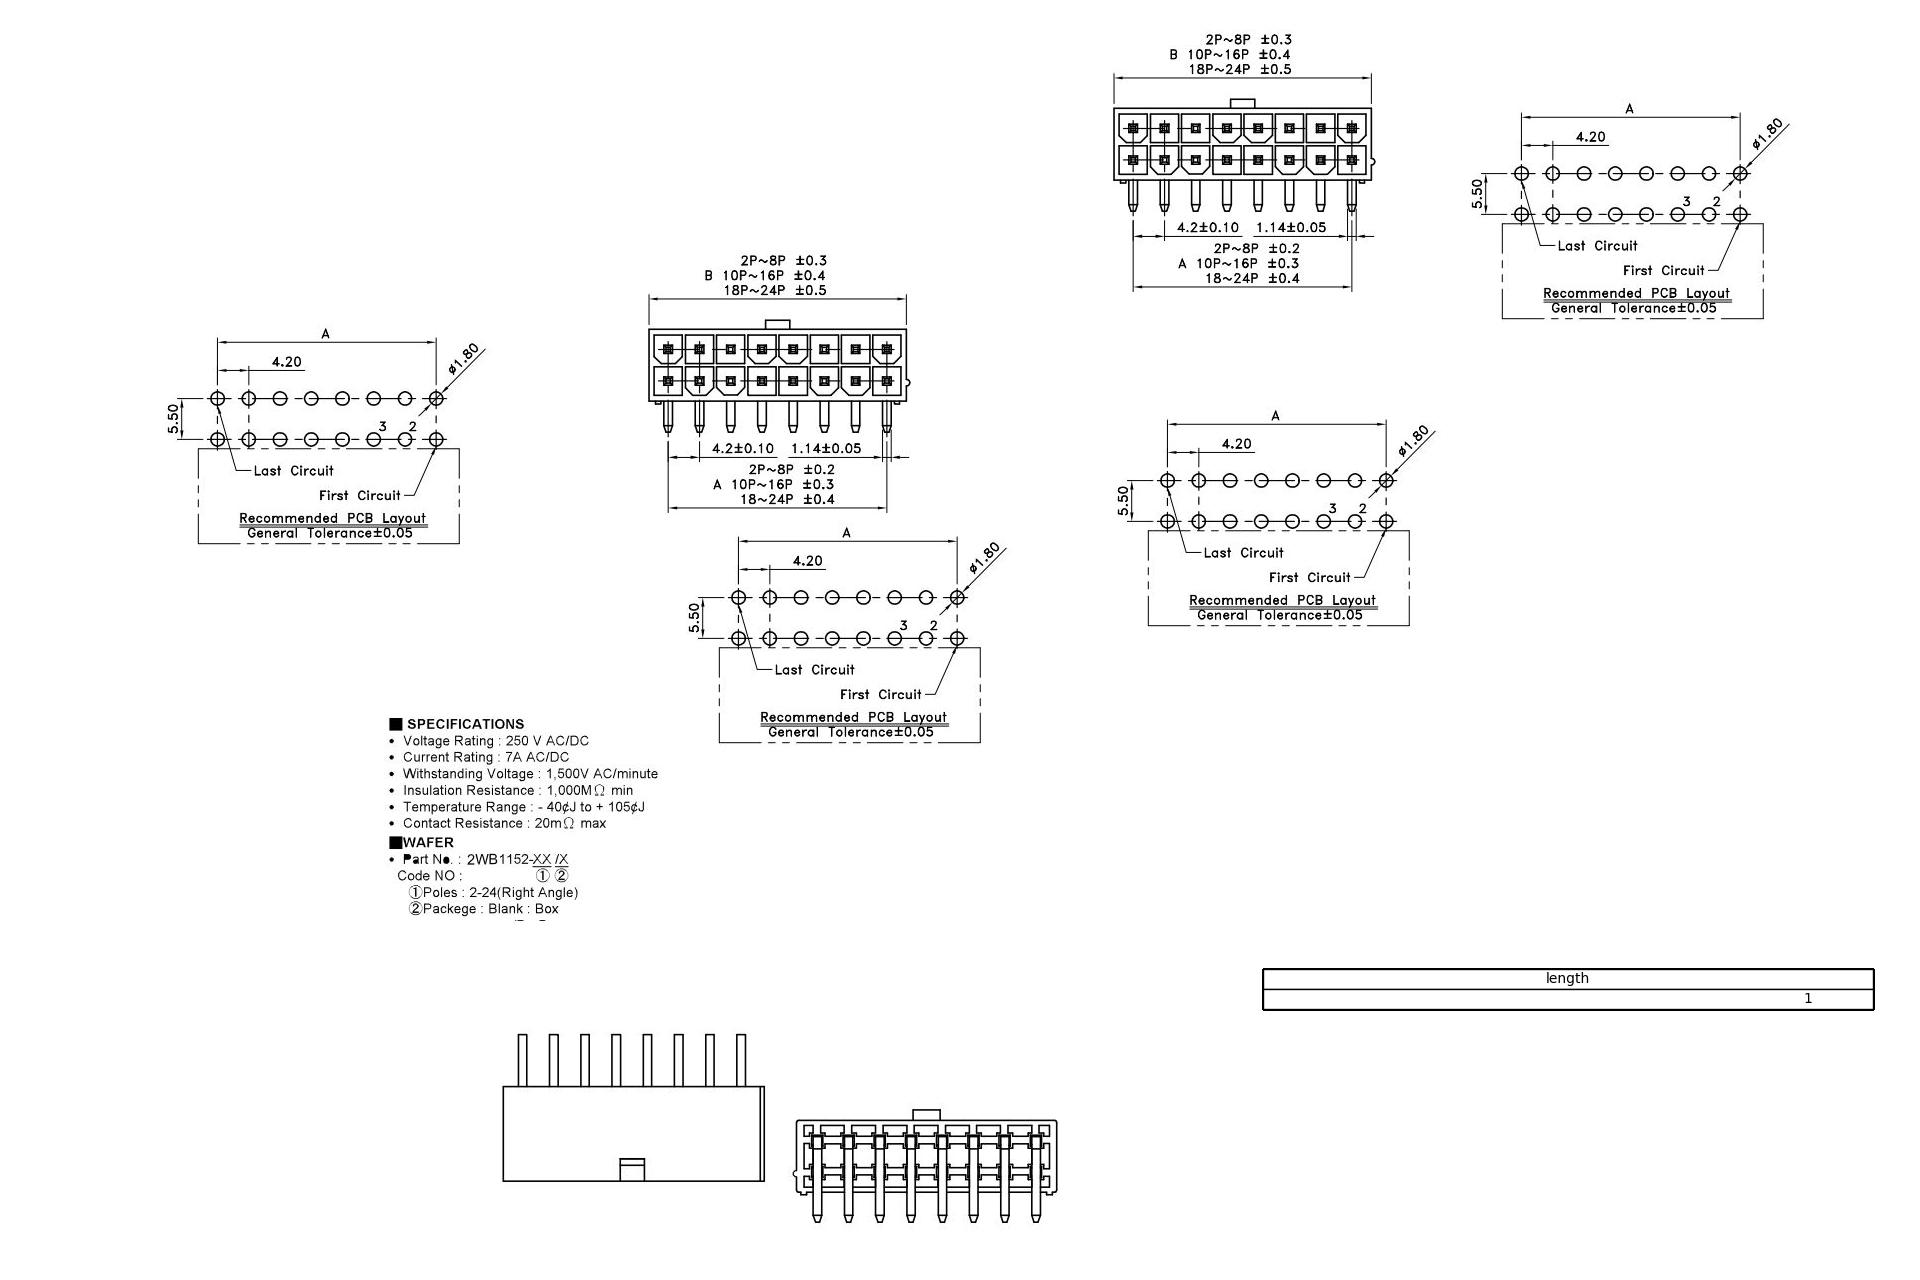 2P~8P ±0.3
B 10P~16P ±0.4
18P~24P ±0.5
4.2±0.10 1.14±0.05
2P~8P ±0.2
A 10P~16P ±0.3
18~24P ±0.4
A
4.20
ø1.80
5.50
3 2
Last Circuit
First Circuit
Recommended PCB Layout
General Tolerance±0.05
2P~8P ±0.3
B 10P~16P ±0.4
18P~24P ±0.5
4.2±0.10 1.14±0.05
2P~8P ±0.2
A 10P~16P ±0.3
18~24P ±0.4
A
4.20
ø1.80
5.50
3 2
Last Circuit
First Circuit
Recommended PCB Layout
General Tolerance±0.05
A
4.20
ø1.80
5.50
3 2
Last Circuit
First Circuit
Recommended PCB Layout
General Tolerance±0.05
A
4.20
ø1.80
5.50
3 2
Last Circuit
First Circuit
Recommended PCB Layout
General Tolerance±0.05
■ SPECIFICATIONS
• Voltage Rating : 250 V AC/DC
• Current Rating : 7A AC/DC
• Withstanding Voltage : 1,500V AC/minute
• Insulation Resistance : 1,000MΩ min
• Temperature Range : - 40¢J to + 105¢J
• Contact Resistance : 20mΩ max
■WAFER
• Part No. : 2WB1152-XX /X
Code NO : ① ②
①Poles : 2-24(Right Angle)
②Packege : Blank : Box
length
1